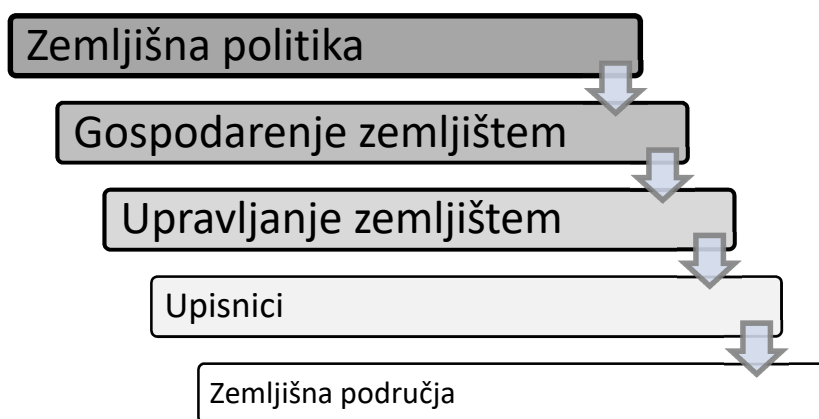 Zemljišna politika
Gospodarenje zemljištem
Upravljanje zemljištem
Upisnici
Zemljišna područja